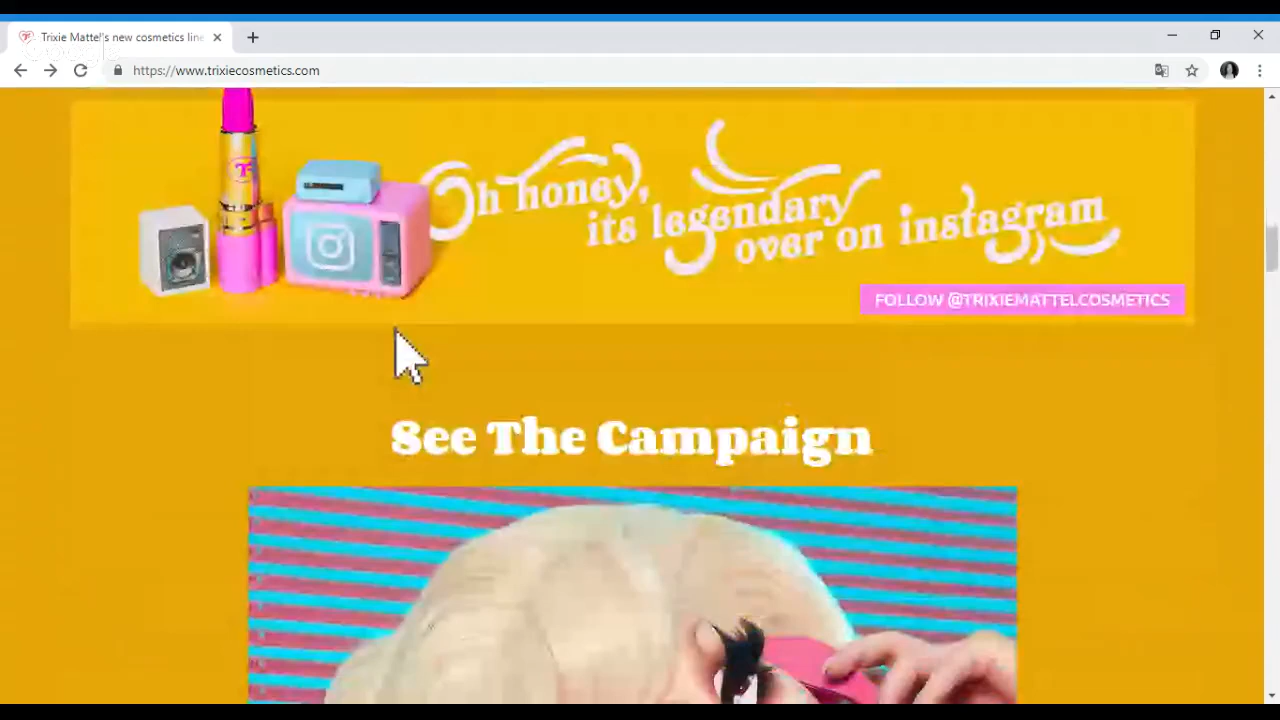 Trixie Mattel's new cosmetics line
https://www.trixiecosmetics.com
Oh honey,
its legendary
over on instagram
FOLLOW @TRIXIEMATTELCOSMETICS
See The Campaign